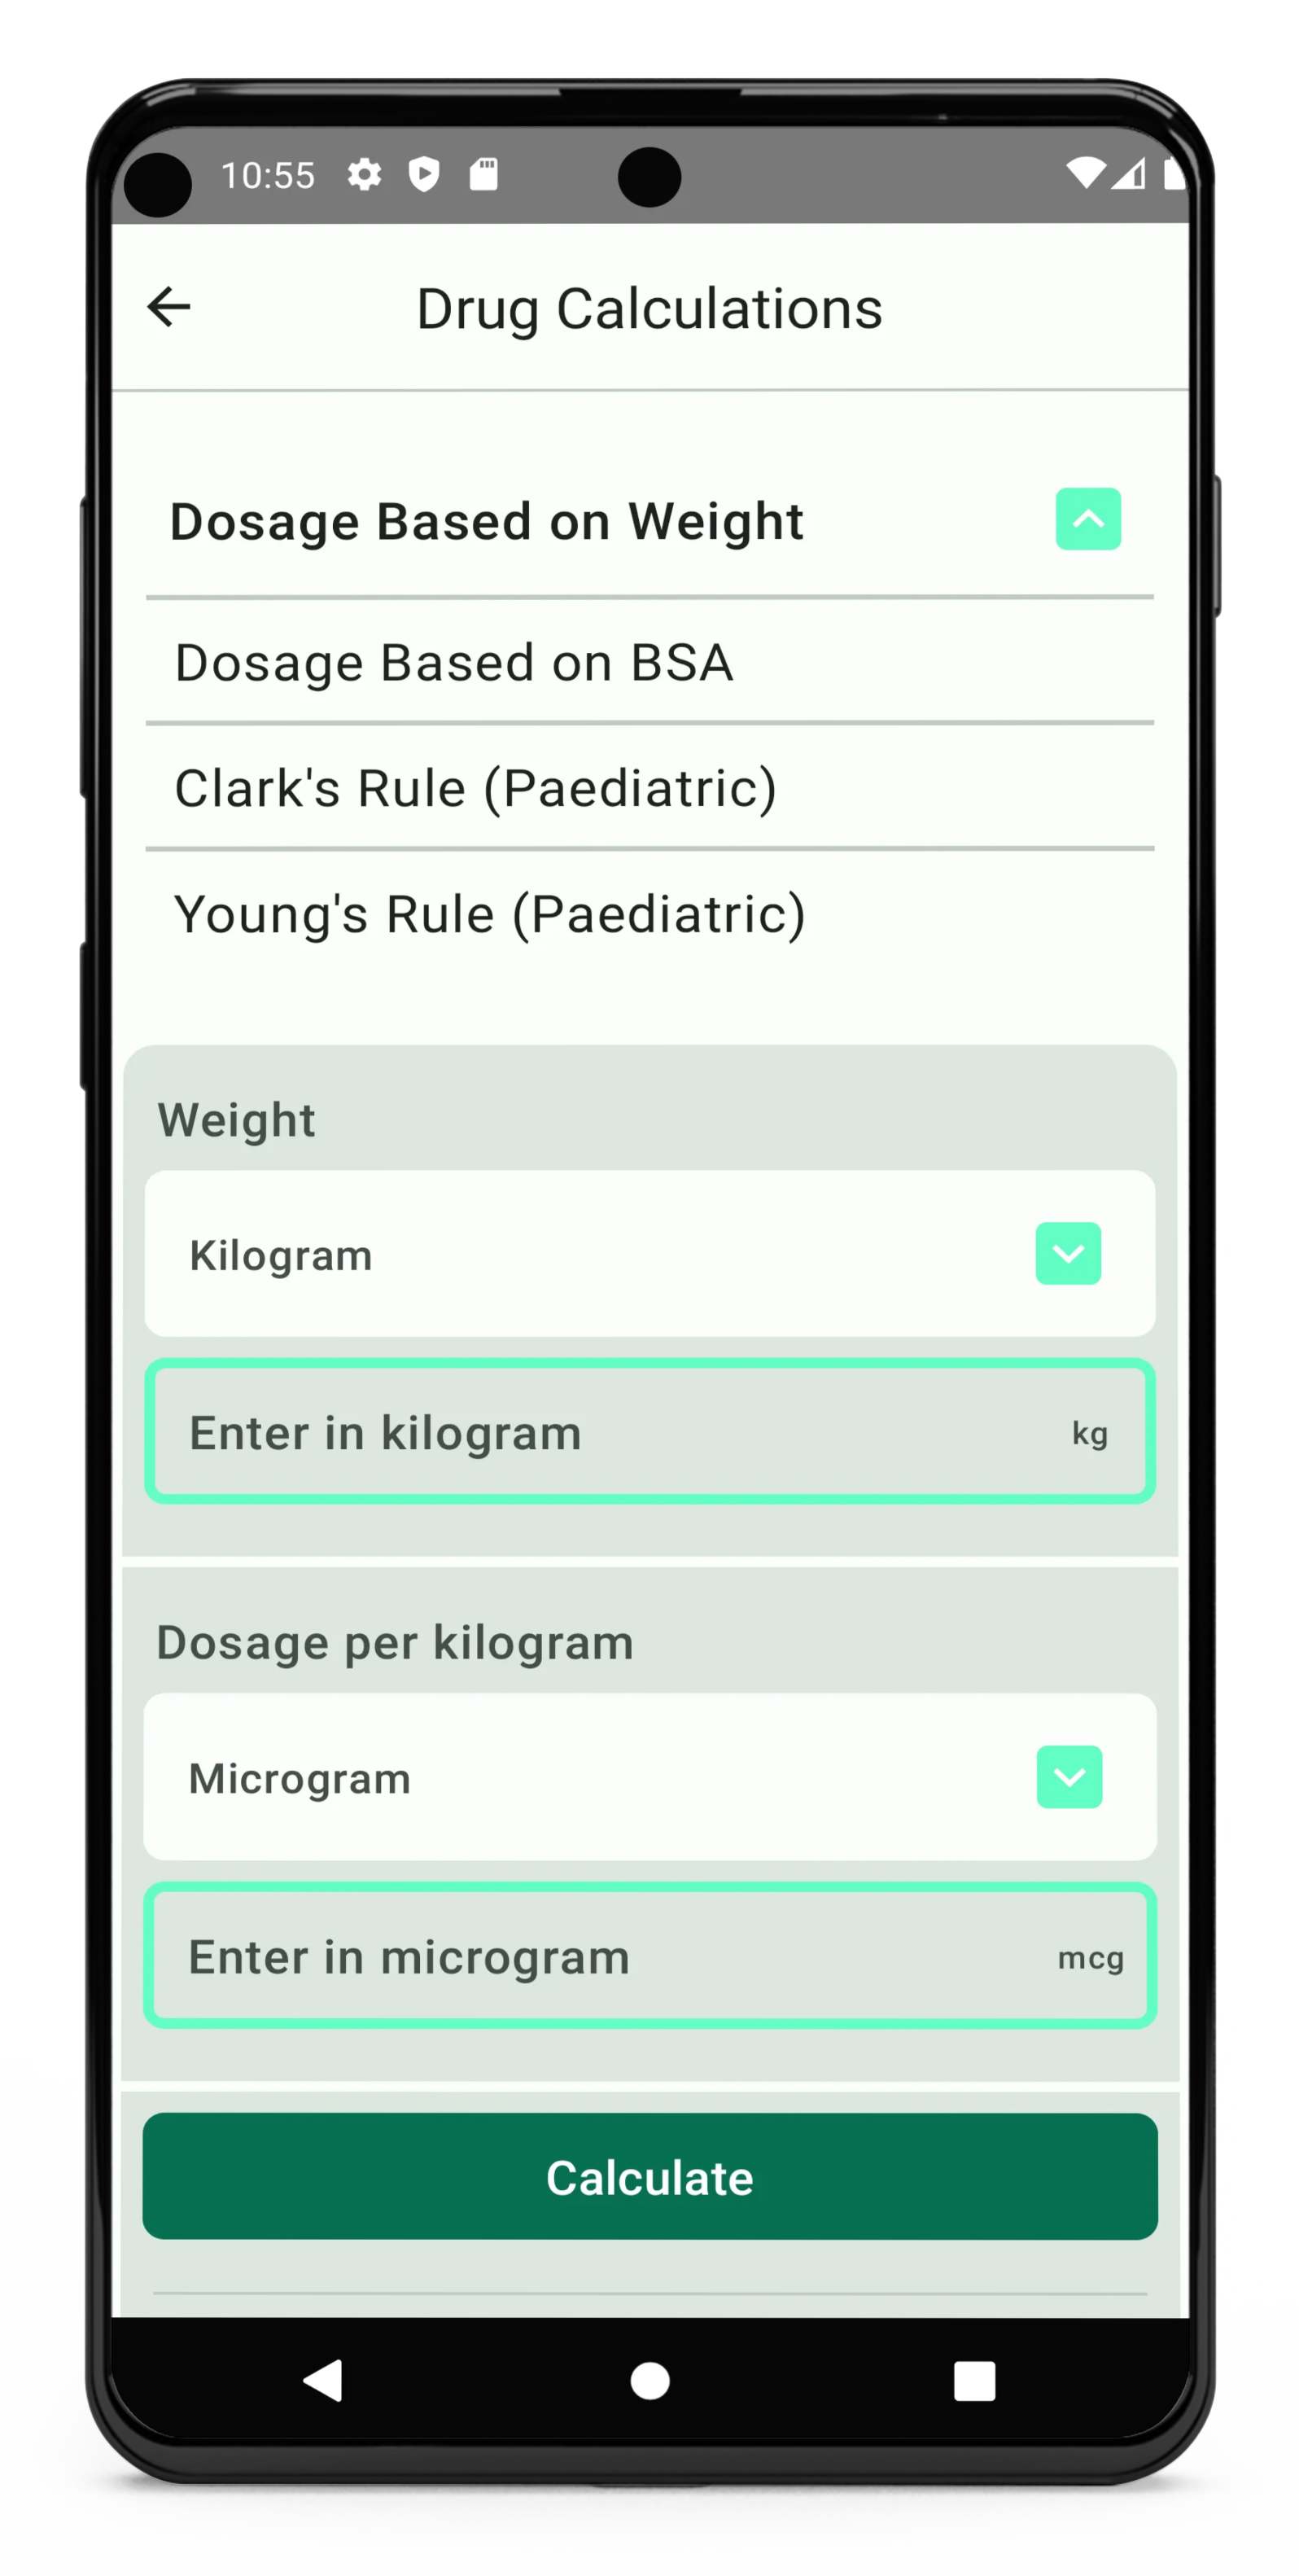 10:55
Drug Calculations
Dosage Based on Weight
Dosage Based on BSA
Clark's Rule (Paediatric)
Young's Rule (Paediatric)
Weight
Kilogram
Enter in kilogram kg
Dosage per kilogram
Microgram
Enter in microgram mcg
Calculate